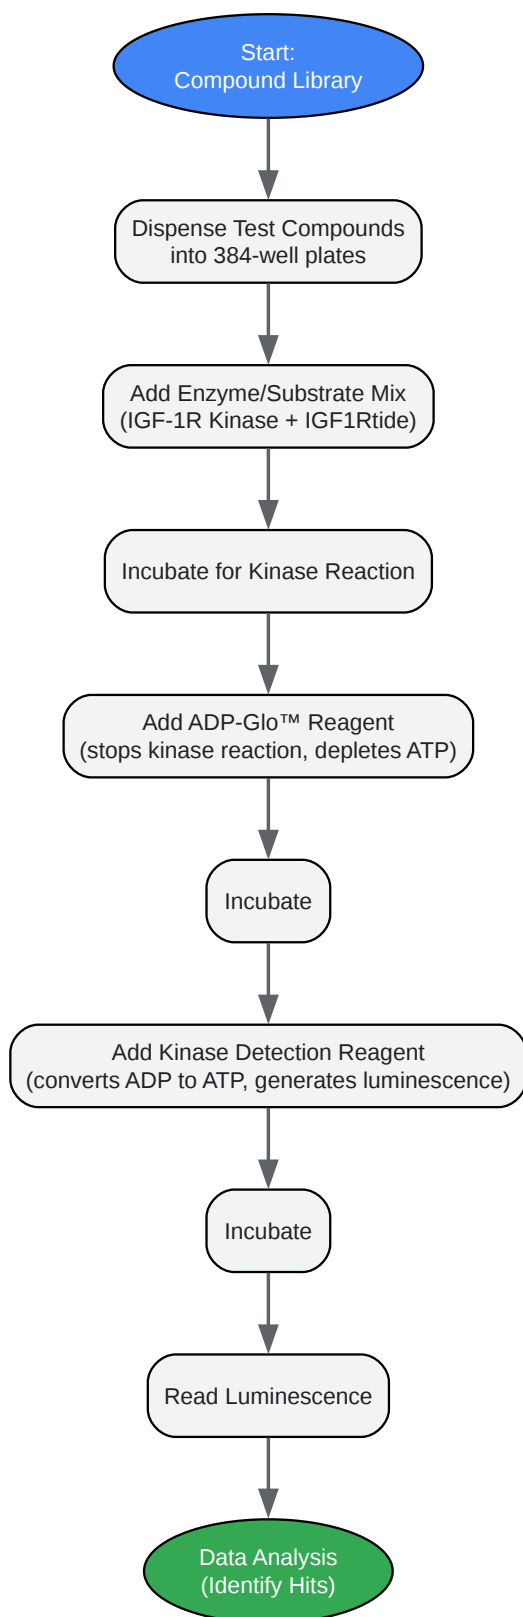 Start:
Compound Library
Dispense Test Compounds
into 384-well plates
Add Enzyme/Substrate Mix
(IGF-1R Kinase + IGF1Rtide)
Incubate for Kinase Reaction
Add ADP-Glo™ Reagent
(stops kinase reaction, depletes ATP)
Incubate
Add Kinase Detection Reagent
(converts ADP to ATP, generates luminescence)
Incubate
Read Luminescence
Data Analysis
(Identify Hits)